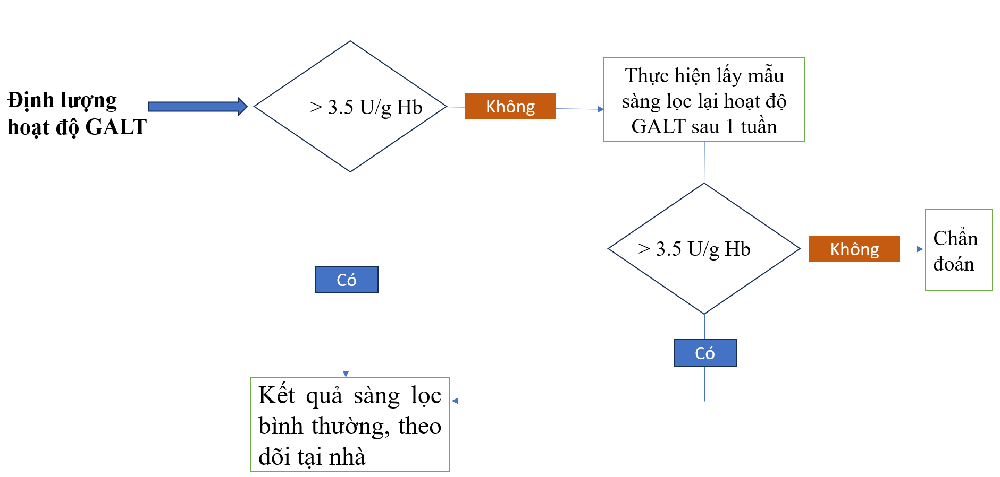 Định lượng
hoạt độ GALT
> 3.5 U/g Hb
Không
Thực hiện lấy mẫu
sàng lọc lại hoạt độ
GALT sau 1 tuần
> 3.5 U/g Hb
Không
Chẩn
đoán
Có
Có
Kết quả sàng lọc
bình thường, theo
dõi tại nhà